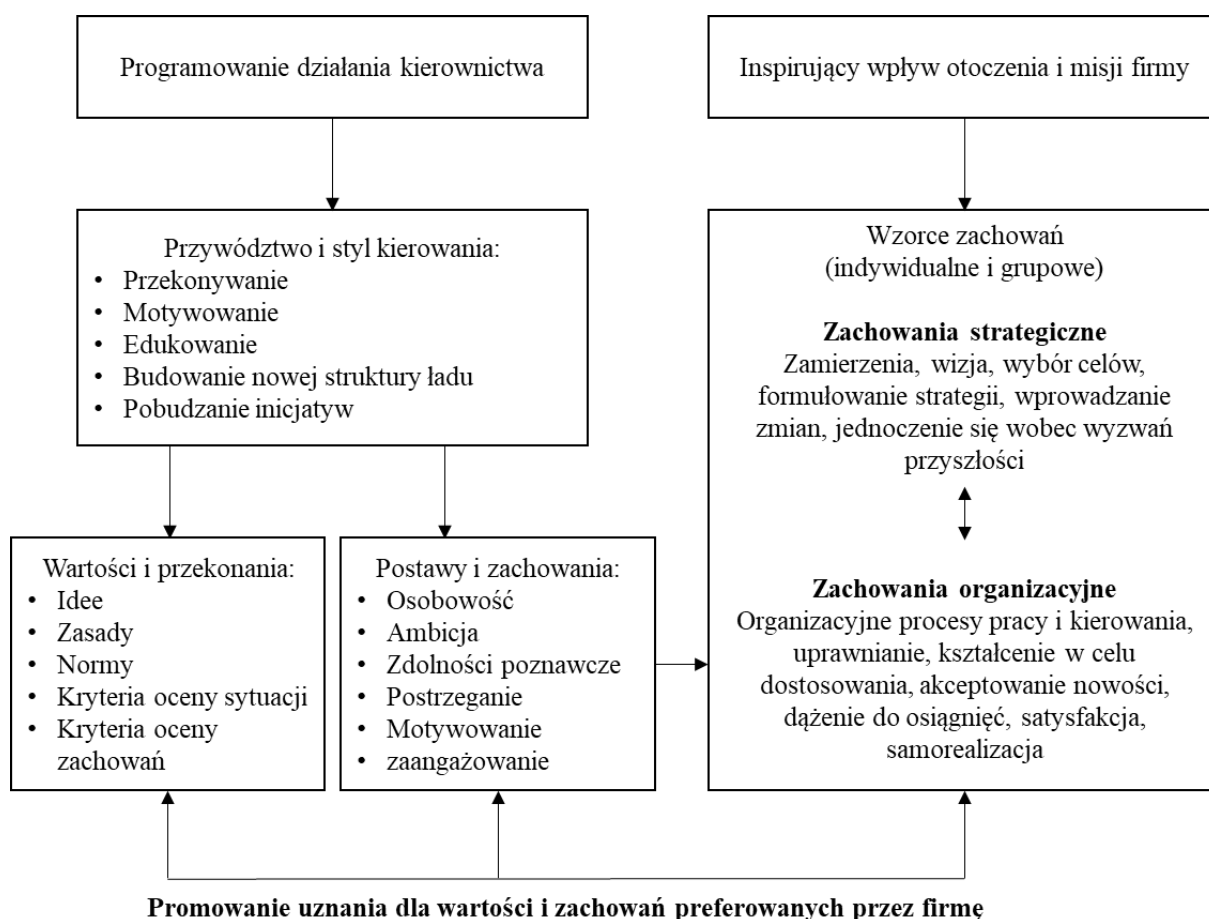 Programowanie działania kierownictwa
Inspirujący wpływ otoczenia i misji firmy
Przywództwo i styl kierowania:
• Przekonywanie
• Motywowanie
• Edukowanie
• Budowanie nowej struktury ładu
• Pobudzanie inicjatyw
Wartości i przekonania:
• Idee
• Zasady
• Normy
• Kryteria oceny sytuacji
• Kryteria oceny
zachowań
Postawy i zachowania:
• Osobowość
• Ambicja
• Zdolności poznawcze
• Postrzeganie
• Motywowanie
• zaangażowanie
Wzorce zachowań
(indywidualne i grupowe)
Zachowania strategiczne
Zamierzenia, wizja, wybór celów,
formułowanie strategii, wprowadzanie
zmian, jednoczenie się wobec wyzwań
przyszłości
Zachowania organizacyjne
Organizacyjne procesy pracy i kierowania,
uprawnianie, kształcenie w celu
dostosowania, akceptowanie nowości,
dążenie do osiągnięć, satysfakcja,
samorealizacja
Promowanie uznania dla wartości i zachowań preferowanych przez firmę